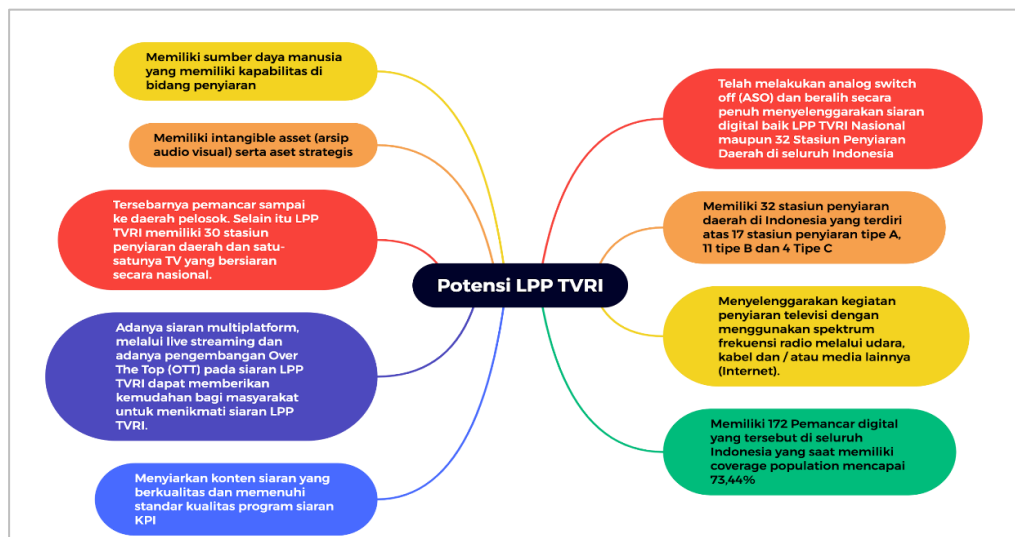 Memiliki sumber daya manusia
yang memiliki kapabilitas di
bidang penyiaran
Memiliki intangible asset (arsip
audio visual) serta aset strategis
Tersebarnya pemancar sampai
ke daerah pelosok. Selain itu LPP
TVRI memiliki 30 stasiun
penyiaran daerah dan satu-
satunya TV yang bersiaran
secara nasional.
Adanya siaran multiplatform,
melalui live streaming dan
adanya pengembangan Over
The Top (OTT) pada siaran LPP
TVRI dapat memberikan
kemudahan bagi masyarakat
untuk menikmati siaran LPP
TVRI.
Menyiarkan konten siaran yang
berkualitas dan memenuhi
standar kualitas program siaran
KPI
Potensi LPP TVRI
Telah melakukan analog switch
off (ASO) dan beralih secara
penuh menyelenggarakan siaran
digital baik LPP TVRI Nasional
maupun 32 Stasiun Penyiaran
Daerah di seluruh Indonesia
Memiliki 32 stasiun penyiaran
daerah di Indonesia yang terdiri
atas 17 stasiun penyiaran tipe A,
11 tipe B dan 4 Tipe C
Menyelenggarakan kegiatan
penyiaran televisi dengan
menggunakan spektrum
frekuensi radio melalui udara,
kabel dan / atau media lainnya
(Internet).
Memiliki 172 Pemancar digital
yang tersebut di seluruh
Indonesia yang saat memiliki
coverage population mencapai
73,44%